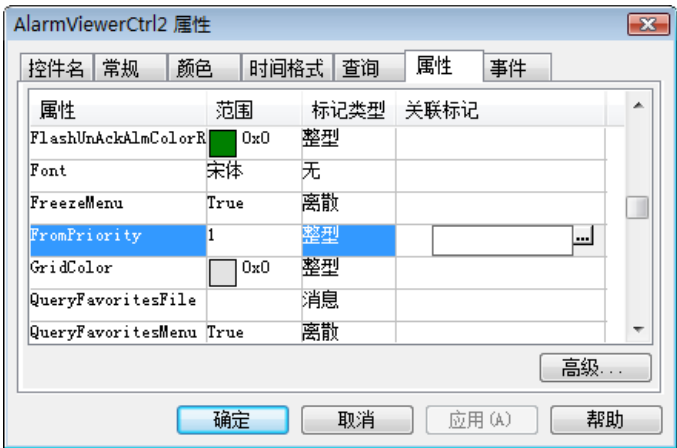 AlarmViewerCtrl2 属性
控件名 常规 颜色 时间格式 查询 属性 事件
属性 范围 标记类型 关联标记
FlashUnAckAlmColorR 0x0 整型
Font 宋体 无
FreezeMenu True 离散
FromPriority 1 整型 ...
GridColor 0x0 整型
QueryFavoritesFile 消息
QueryFavoritesMenu True 离散
高级...
确定 取消 应用(A) 帮助